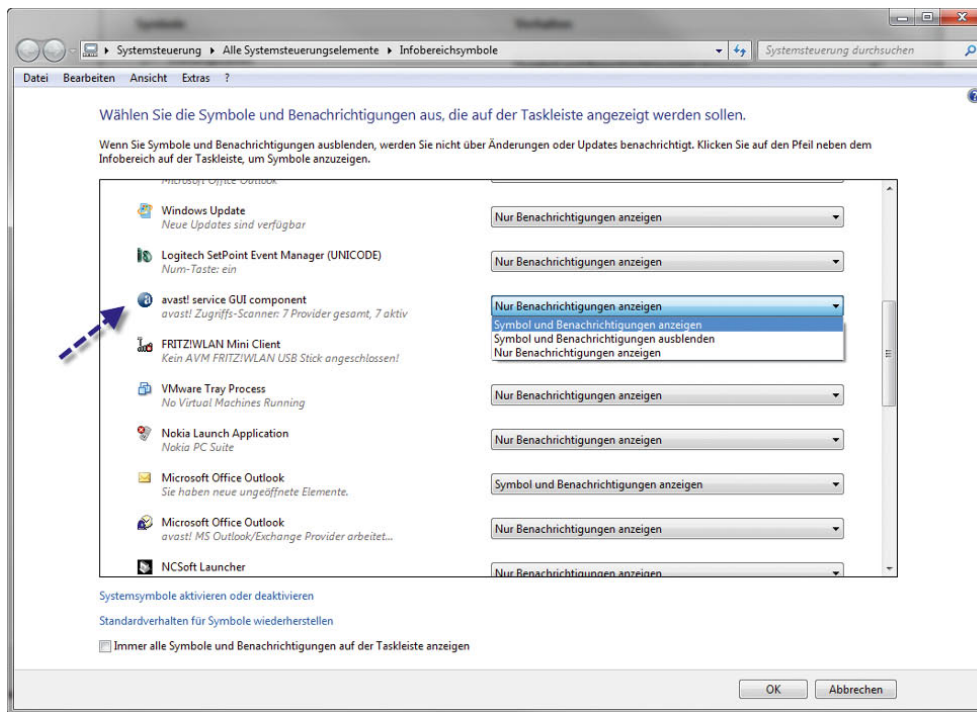 Symbole Verhalten
Systemsteuerung Alle Systemsteuerungselemente Infobereichsymbole Systemsteuerung durchsuchen
Datei Bearbeiten Ansicht Extras ?
Wählen Sie die Symbole und Benachrichtigungen aus, die auf der Taskleiste angezeigt werden sollen.
Wenn Sie Symbole und Benachrichtigungen ausblenden, werden Sie nicht über Änderungen oder Updates benachrichtigt. Klicken Sie auf den Pfeil neben dem
Infobereich auf der Taskleiste, um Symbole anzuzeigen.
Microsoft Office Outlook
Windows Update
Neue Updates sind verfügbar
Nur Benachrichtigungen anzeigen
Logitech SetPoint Event Manager (UNICODE)
Num-Taste: ein
Nur Benachrichtigungen anzeigen
avast! service GUI component
avast! Zugriffs-Scanner: 7 Provider gesamt, 7 aktiv
Nur Benachrichtigungen anzeigen
Symbol und Benachrichtigungen anzeigen
Symbol und Benachrichtigungen ausblenden
Nur Benachrichtigungen anzeigen
FRITZ!WLAN Mini Client
Kein AVM FRITZ!WLAN USB Stick angeschlossen!
VMware Tray Process
No Virtual Machines Running
Nur Benachrichtigungen anzeigen
Nokia Launch Application
Nokia PC Suite
Nur Benachrichtigungen anzeigen
Microsoft Office Outlook
Sie haben neue ungeöffnete Elemente.
Symbol und Benachrichtigungen anzeigen
Microsoft Office Outlook
avast! MS Outlook/Exchange Provider arbeitet...
Nur Benachrichtigungen anzeigen
NCSoft Launcher
Nur Benachrichtigungen anzeigen
Systemsymbole aktivieren oder deaktivieren
Standardverhalten für Symbole wiederherstellen
Immer alle Symbole und Benachrichtigungen auf der Taskleiste anzeigen
OK Abbrechen